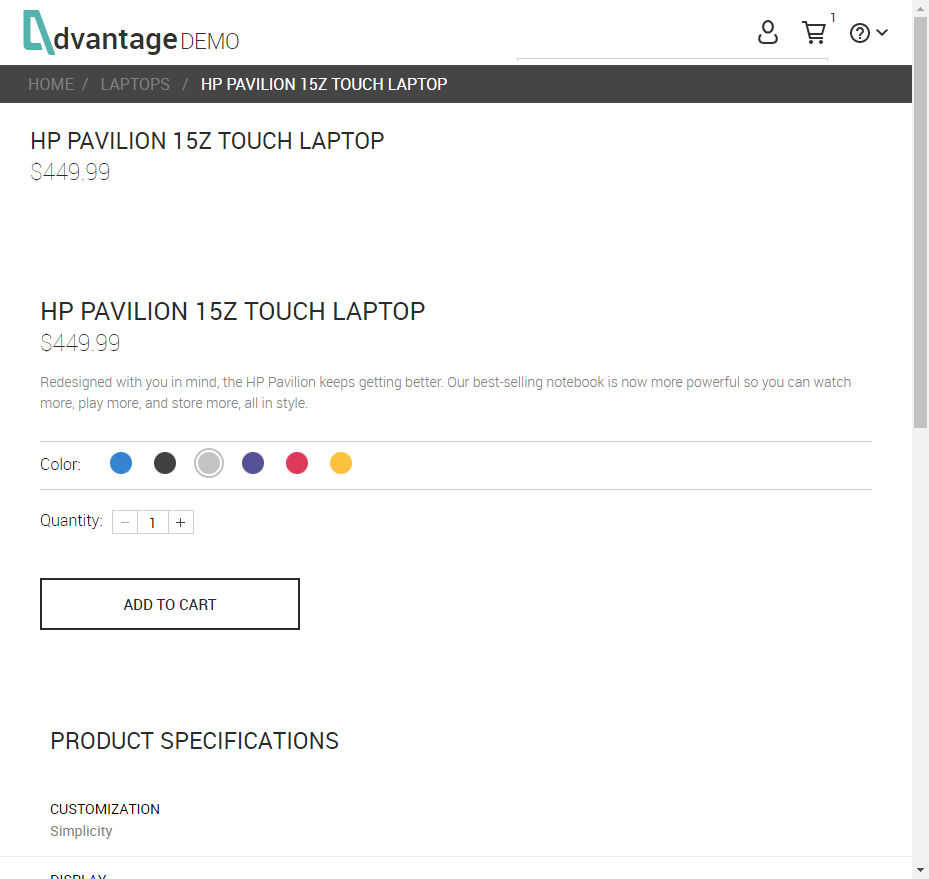 dvantage DEMO
1
HOME / LAPTOPS / HP PAVILION 15Z TOUCH LAPTOP
HP PAVILION 15Z TOUCH LAPTOP
$449.99
HP PAVILION 15Z TOUCH LAPTOP
$449.99
Redesigned with you in mind, the HP Pavilion keeps getting better. Our best-selling notebook is now more powerful so you can watch
more, play more, and store more, all in style.
Color:
Quantity: − 1 +
ADD TO CART
PRODUCT SPECIFICATIONS
CUSTOMIZATION
Simplicity
DISPLAY